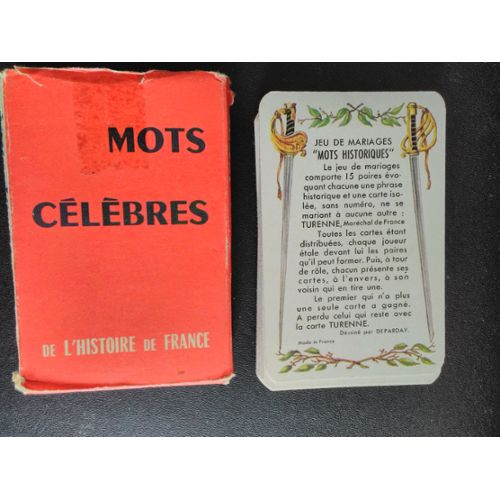 MOTS
CÉLÈBRES
DE L'HISTOIRE DE FRANCE
JEU DE MARIAGES
"MOTS HISTORIQUES"
Le jeu de mariages
comporte 15 paires évo-
quant chacune une phrase
historique et une carte iso-
lée, sans numéro, ne se
mariant à aucune autre :
TURENNE, Maréchal de France
Toutes les cartes étant
distribuées, chaque joueur
étale devant lui les paires
qu'il peut former. Puis, à tour
de rôle, chacun présente ses
cartes, à l'envers, à son
voisin qui en tire une.
Le premier qui n'a plus
une seule carte a gagné.
A perdu celui qui reste avec
la carte TURENNE.
Dessiné par DEPARDAY.
Made in France